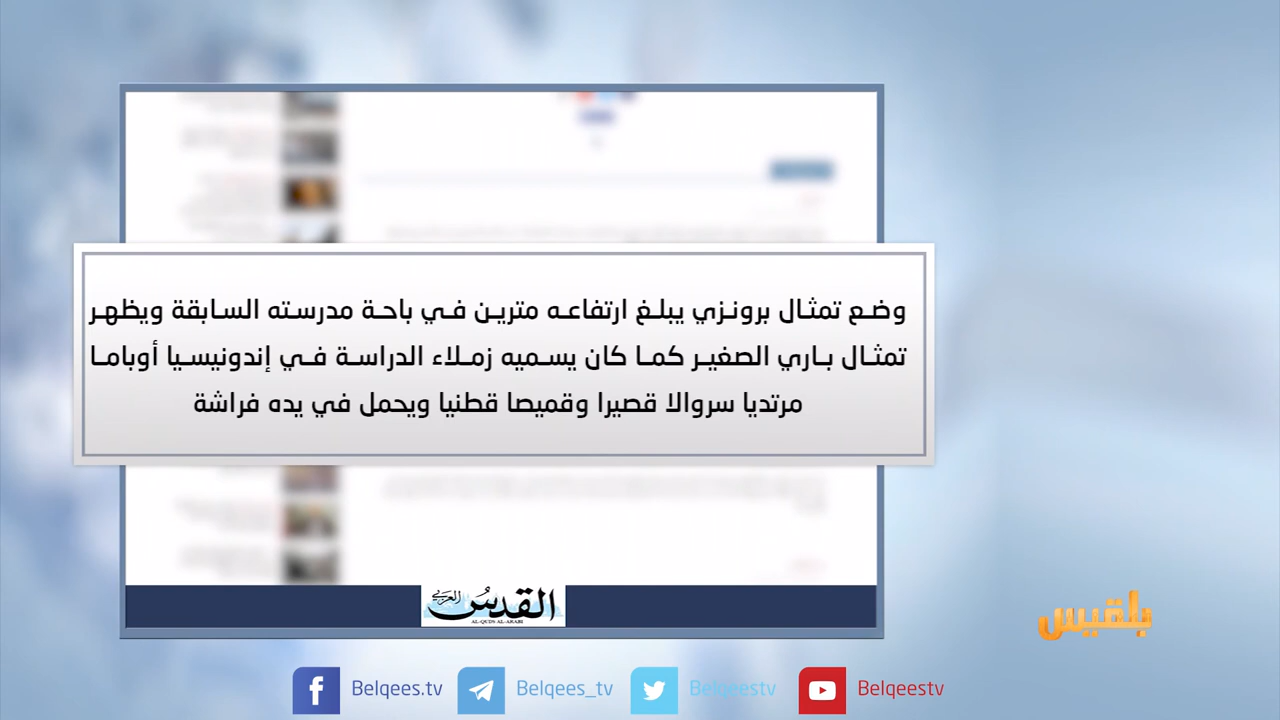 وضع تمثال برونزي يبلغ ارتفاعه مترين في باحة مدرسته السابقة ويظهر
تمثال باري الصغير كما كان يسميه زملاء الدراسة في إندونيسيا أوباما
مرتديا سروالا قصيرا وقميصا قطنيا ويحمل في يده فراشة
القدس العربي
AL-QUDS AL-ARABI
بلقيس
Belqees.tv
Belqees_tv
Belqeestv
Belqeestv